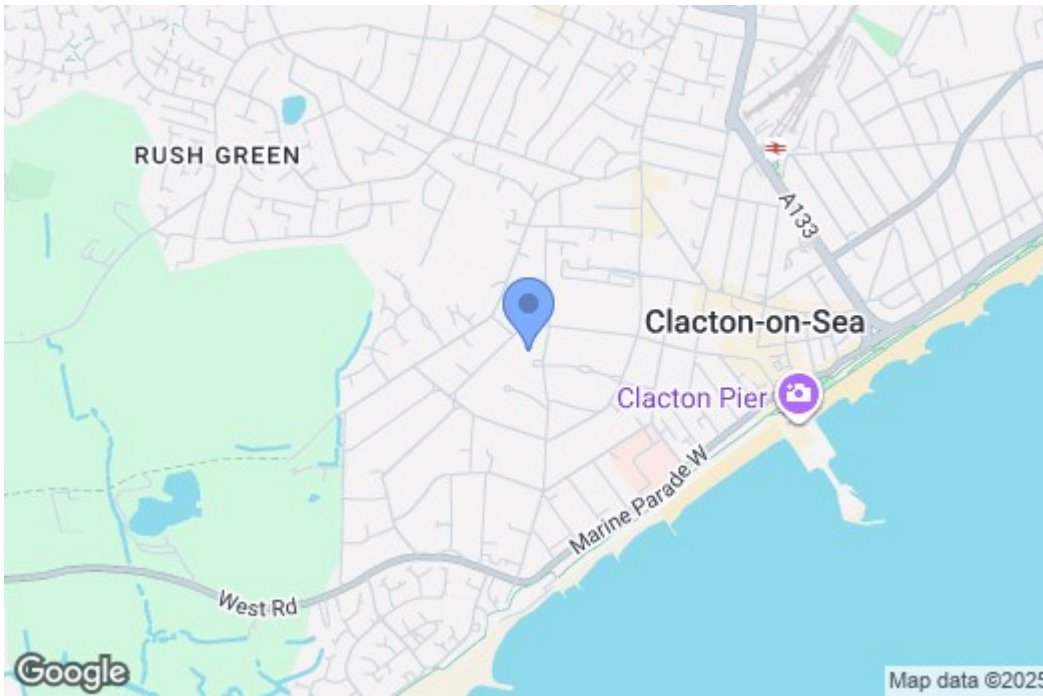 RUSH GREEN
A133
Clacton-on-Sea
Clacton Pier
Marine Parade W
West Rd
Google
Map data ©2025